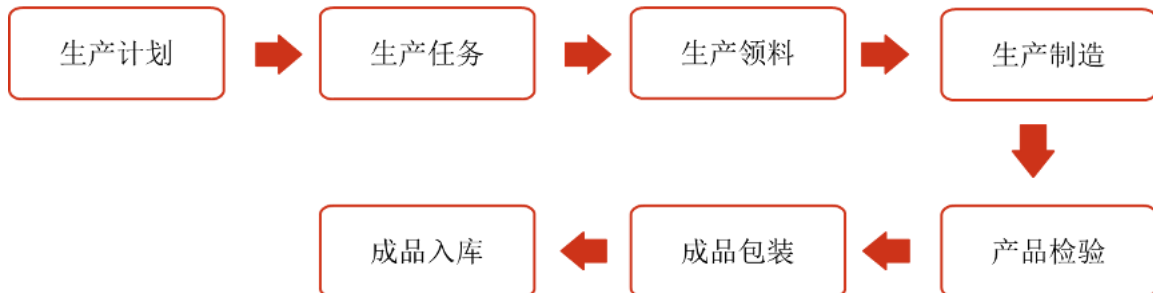 生产计划
生产任务
生产领料
生产制造
产品检验
成品包装
成品入库